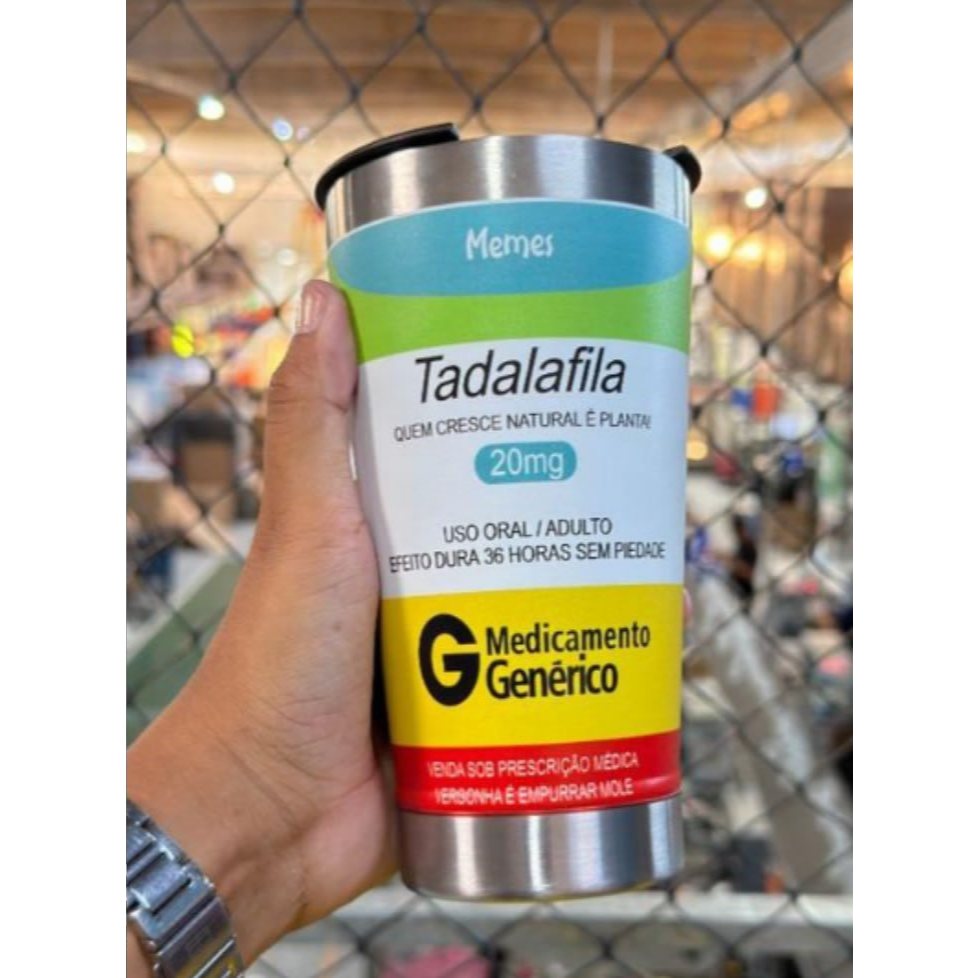 Memes
Tadalafila
QUEM CRESCE NATURAL É PLANTA!
20mg
USO ORAL / ADULTO
EFEITO DURA 36 HORAS SEM PIEDADE
G Medicamento
Genérico
VENDA SOB PRESCRIÇÃO MÉDICA
VERGONHA É EMPURRAR MOLE